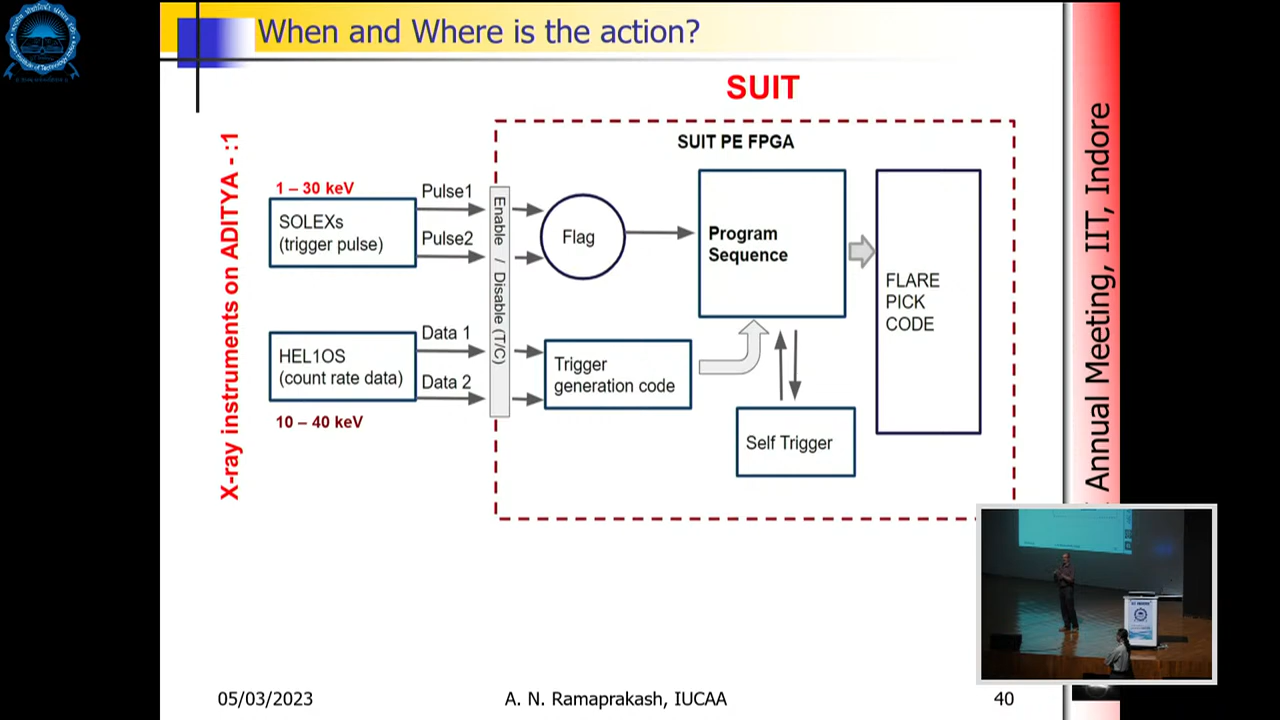 When and Where is the action?
SUIT
SUIT PE FPGA
X-ray instruments on ADITYA - :1
1 – 30 keV
SOLEXs
(trigger pulse)
Pulse1
Pulse2
HEL1OS
(count rate data)
Data 1
Data 2
10 – 40 keV
Enable / Disable (T/C)
Flag
Trigger
generation code
Program
Sequence
Self Trigger
FLARE
PICK
CODE
Annual Meeting, IIT, Indore
05/03/2023
A. N. Ramaprakash, IUCAA
40